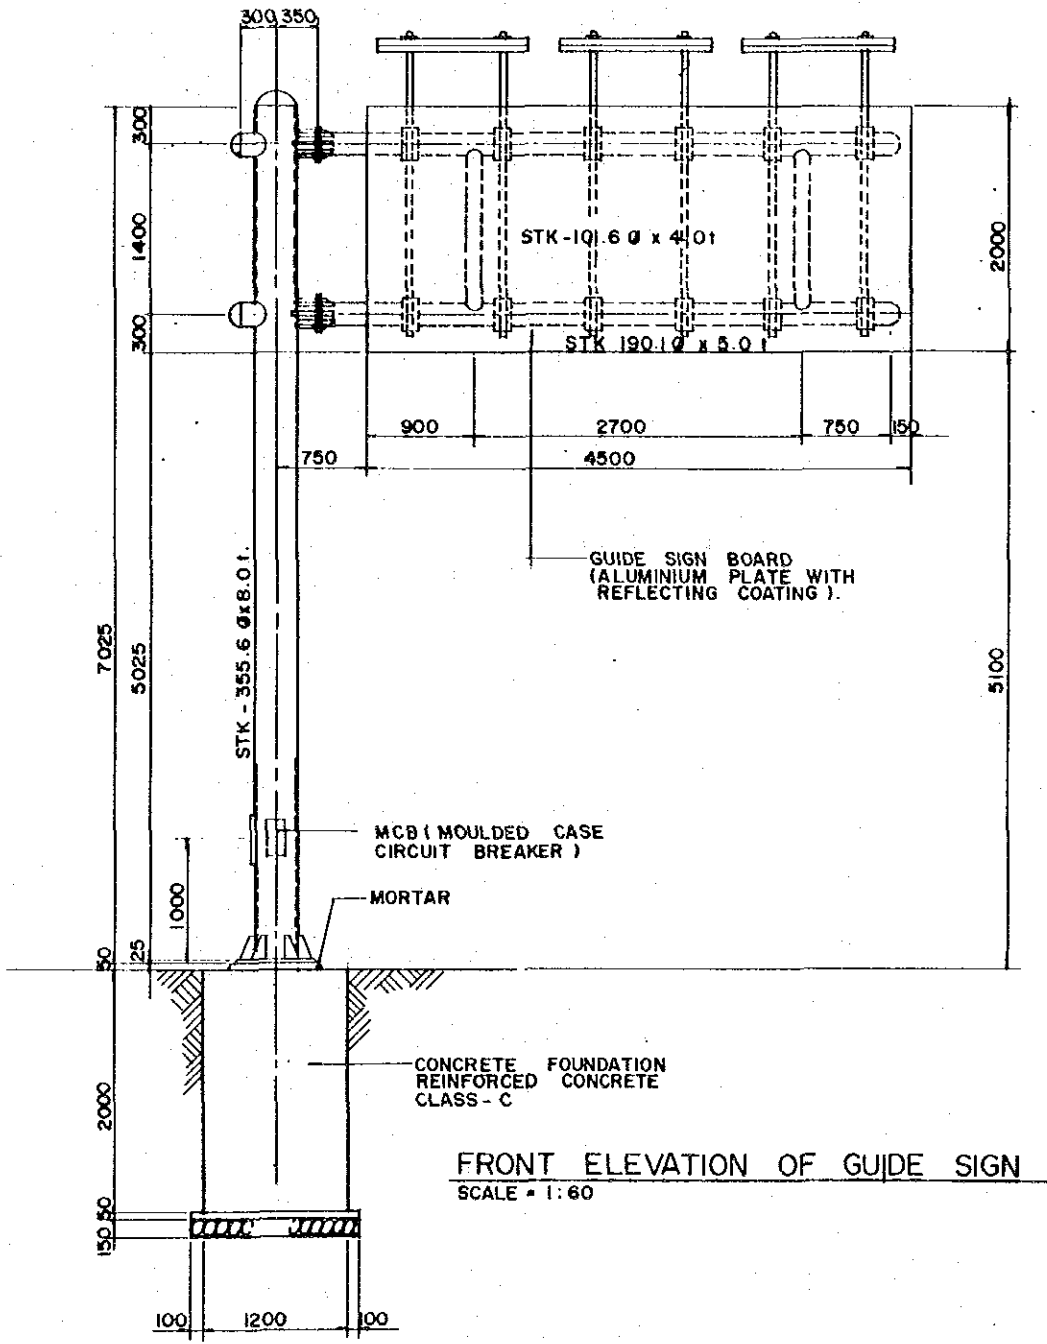 300 350
300
1400
300
2000
STK-101.6 Ø x 4.0t
STK 190.1 Ø x 5.0 t
900 2700 750 150
750 4500
GUIDE SIGN BOARD
(ALUMINIUM PLATE WITH
REFLECTING COATING).
STK - 355.6 Øx8.0t.
7025
5025
5100
MCB (MOULDED CASE
CIRCUIT BREAKER)
1000
MORTAR
50
25
CONCRETE FOUNDATION
REINFORCED CONCRETE
CLASS-C
2000
FRONT ELEVATION OF GUIDE SIGN
SCALE = 1:60
150 50
100 1200 100